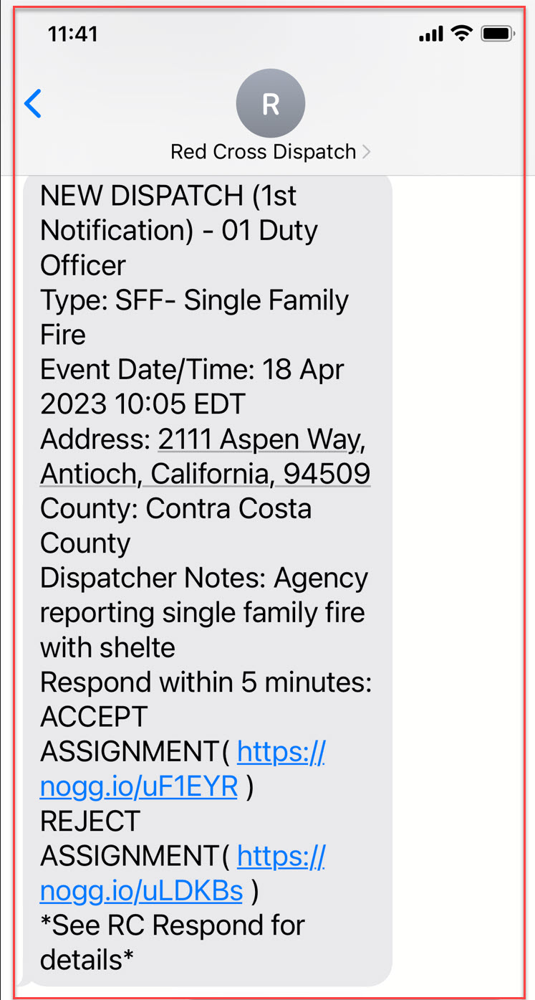 11:41
R
Red Cross Dispatch
NEW DISPATCH (1st
Notification) - 01 Duty
Officer
Type: SFF- Single Family
Fire
Event Date/Time: 18 Apr
2023 10:05 EDT
Address: 2111 Aspen Way,
Antioch, California, 94509
County: Contra Costa
County
Dispatcher Notes: Agency
reporting single family fire
with shelte
Respond within 5 minutes:
ACCEPT
ASSIGNMENT( https://
nogg.io/uF1EYR )
REJECT
ASSIGNMENT( https://
nogg.io/uLDKBs )
*See RC Respond for
details*